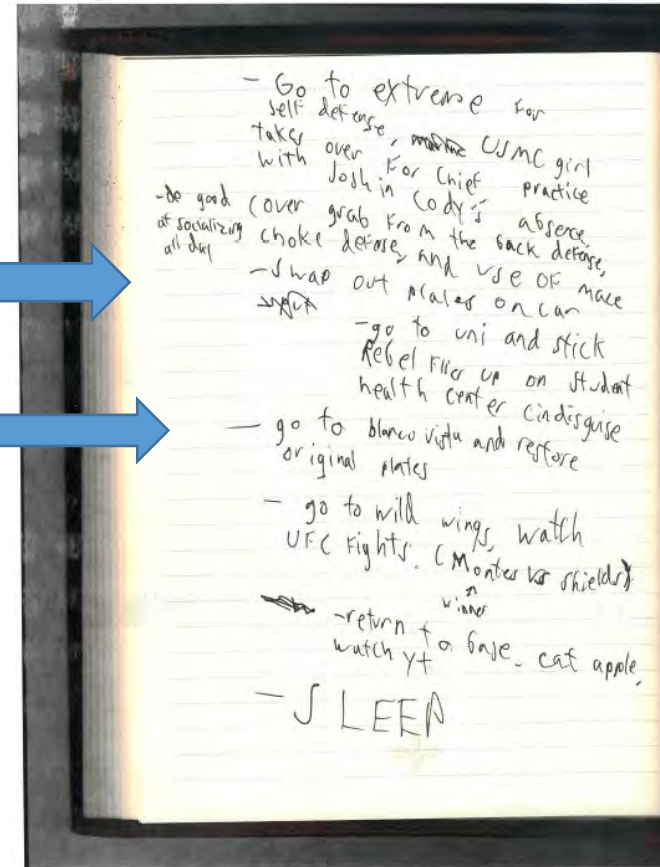 - Go to extreme for
self defense, USMC girl
takes over for Chief practice
with Josh in Cody's absence,
-be good
at socializing
all day
cover grab from the back defense,
choke defense, and use of mace
- swap out plates on car
-go to uni and stick
Rebel flier up on student
health center (indisguise
- go to blanco vista and restore
original plates
- go to wild wings, watch
UFC Fights. (Montes vs shields)
winner
-return to base. eat apple,
watch yt
- SLEEP